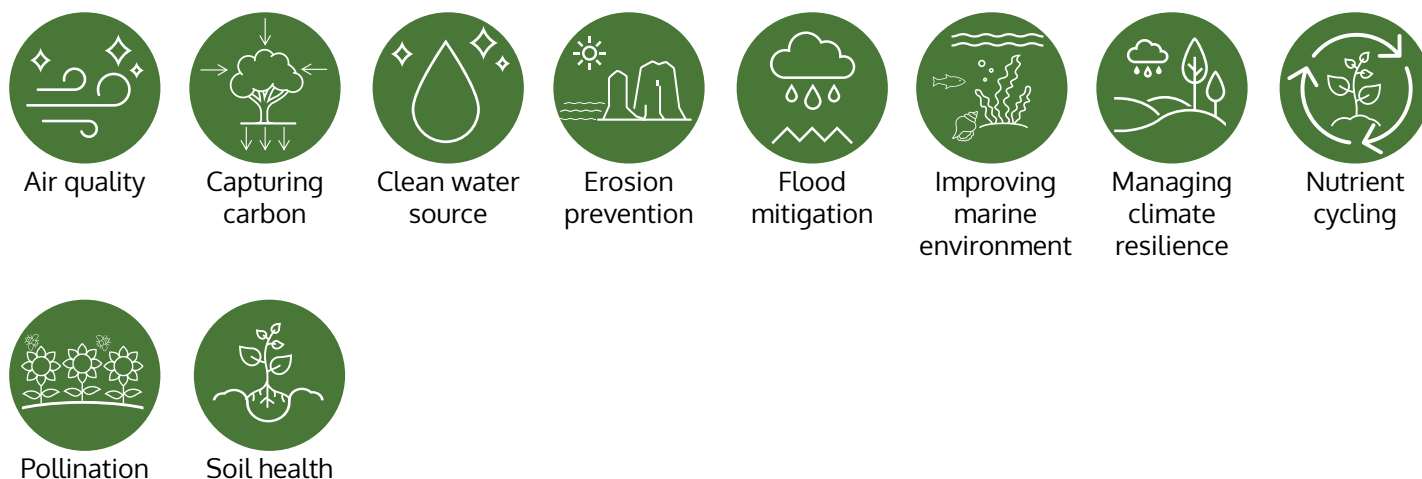 Air quality
Capturing
carbon
Clean water
source
Erosion
prevention
Flood
mitigation
Improving
marine
environment
Managing
climate
resilience
Nutrient
cycling
Pollination
Soil health